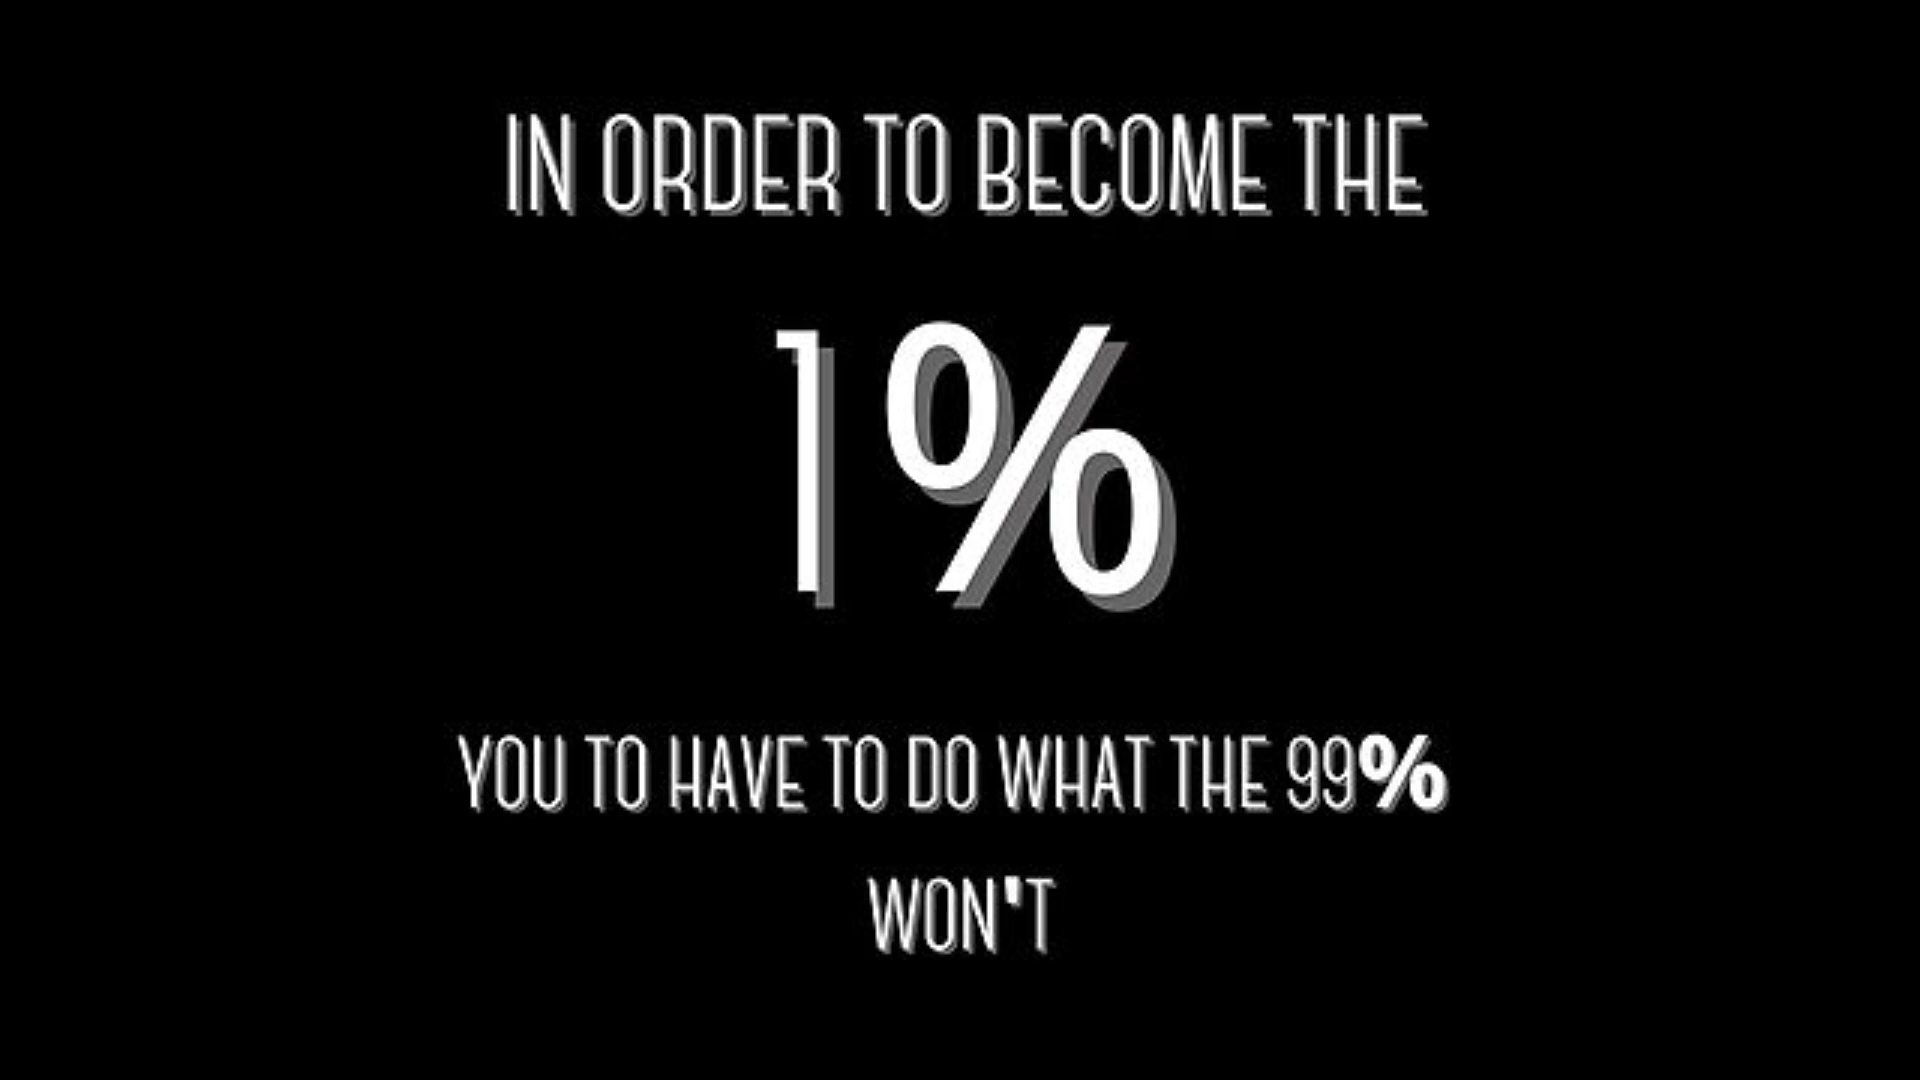 IN ORDER TO BECOME THE
1%
YOU TO HAVE TO DO WHAT THE 99%
WON'T